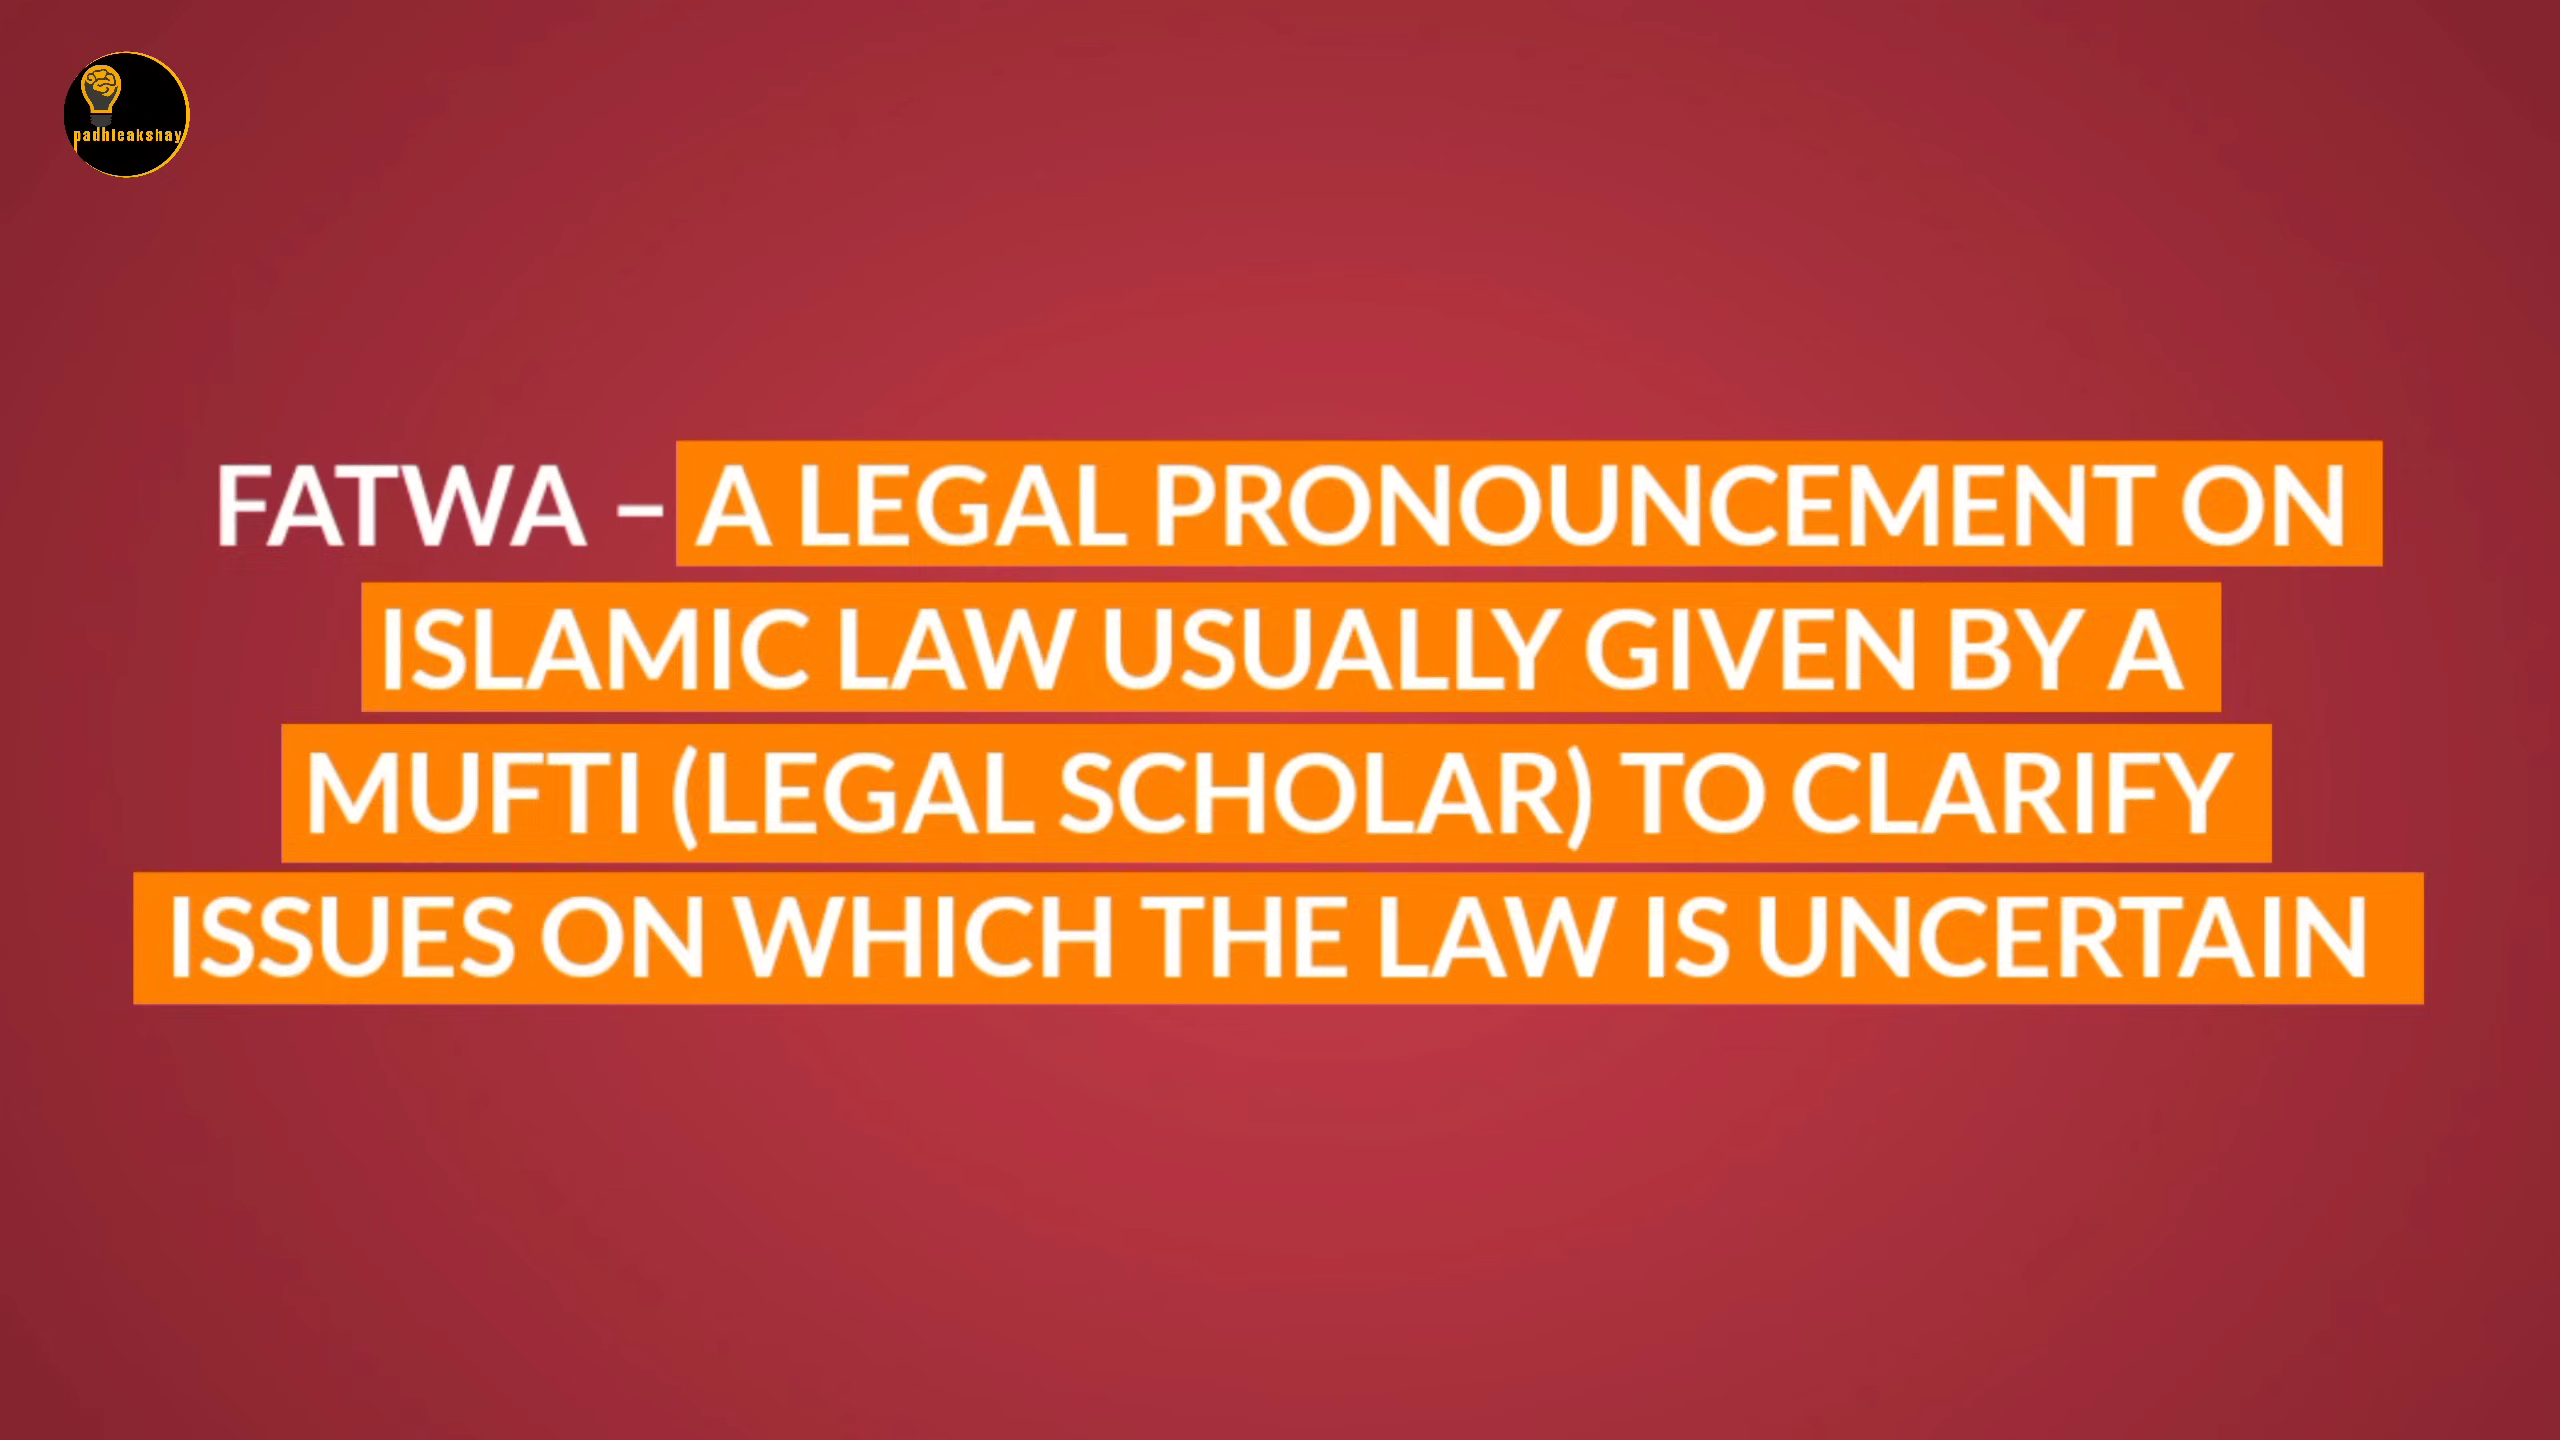 padhleakshay
FATWA – A LEGAL PRONOUNCEMENT ON
ISLAMIC LAW USUALLY GIVEN BY A
MUFTI (LEGAL SCHOLAR) TO CLARIFY
ISSUES ON WHICH THE LAW IS UNCERTAIN